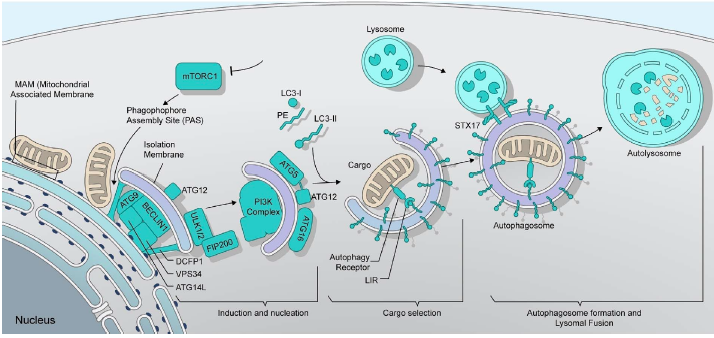 Lysosome
mTORC1
MAM (Mitochondrial
Associated Membrane
LC3-I
PE
LC3-II
Phagophophore
Assembly Site (PAS)
STX17
Isolation
Membrane
Autolysosome
Cargo
ATG5
ATG12
ATG12
ATG9
BECLIN1
PI3K
Complex
ULK1/2
ATG16
FIP200
Autophagosome
DCFP1
VPS34
ATG14L
Autophagy
Receptor
LIR
Nucleus
Induction and nucleation
Cargo selection
Autophagosome formation and
Lysomal Fusion